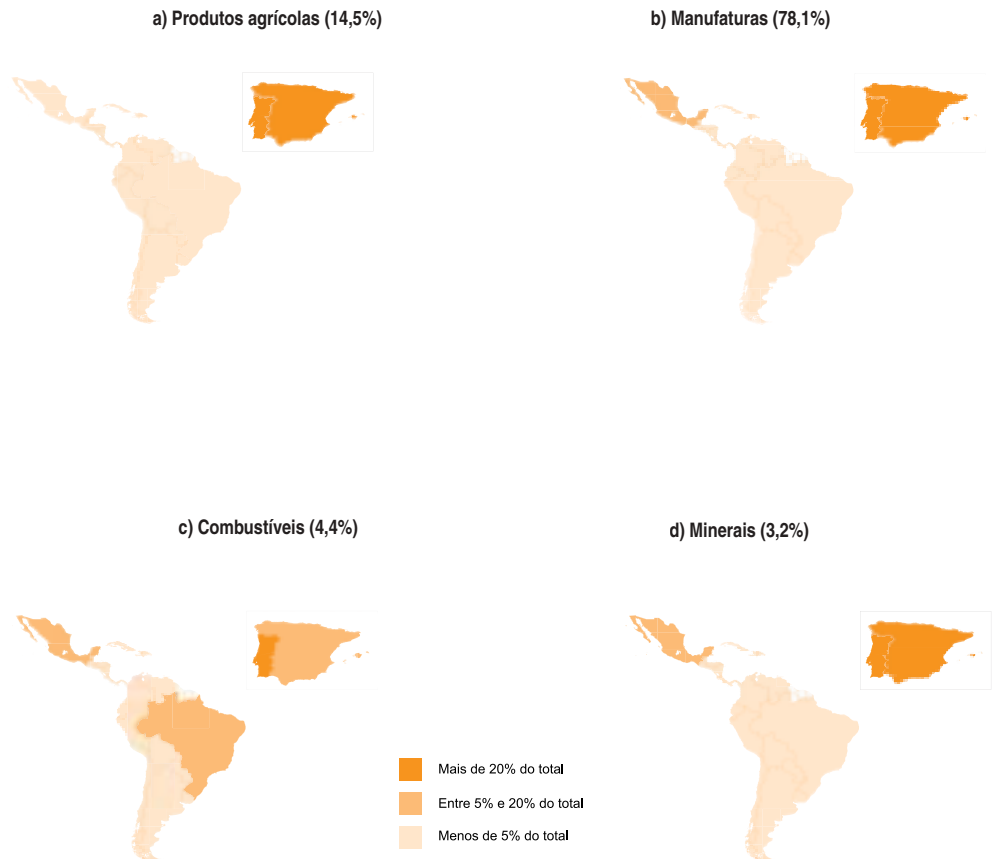 a) Produtos agrícolas (14,5%)
b) Manufaturas (78,1%)
c) Combustíveis (4,4%)
d) Minerais (3,2%)
Mais de 20% do total
Entre 5% e 20% do total
Menos de 5% do total